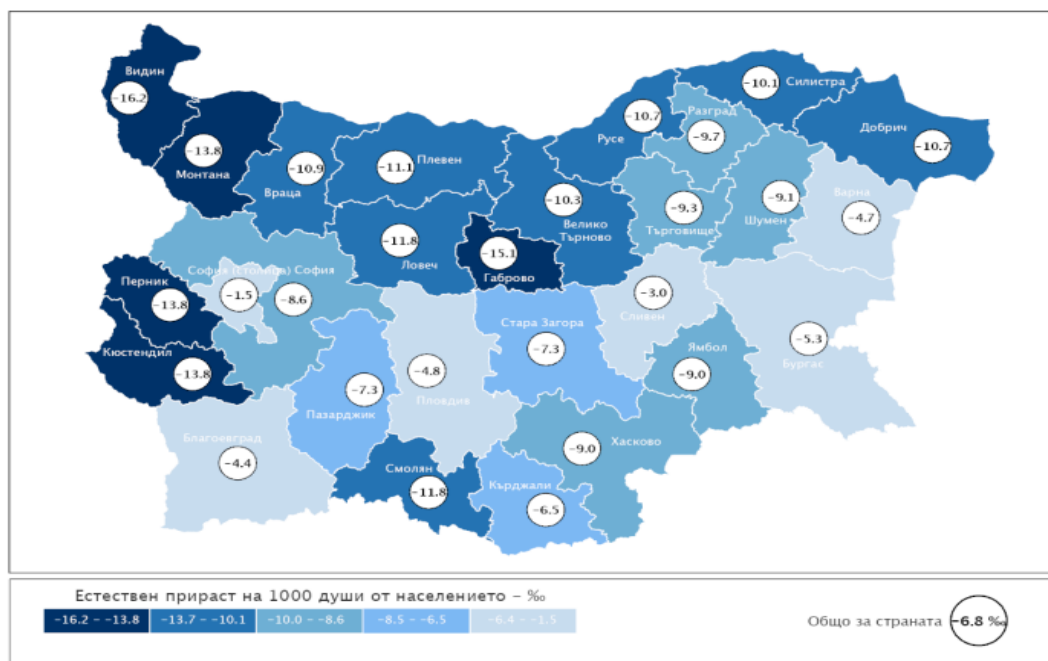 Видин
−16.2
−13.8
Монтана
−10.9
Враца
−11.1
Плевен
−11.8
Ловеч
−15.1
Габрово
−10.3
Велико
Търново
−10.7
Русе
Разград
−9.7
−10.1
Силистра
Добрич
−10.7
−9.3
Търговище
−9.1
Шумен
Варна
−4.7
София (Столица)
−1.5
София
−8.6
Перник
−13.8
Кюстендил
−13.8
Благоевград
−4.4
−7.3
Пазарджик
−4.8
Пловдив
Стара Загора
−7.3
−3.0
Сливен
Ямбол
−9.0
−5.3
Бургас
Смолян
−11.8
Кърджали
−6.5
Хасково
−9.0
Естествен прираст на 1000 души от населението – ‰
−16.2 – −13.8
−13.7 – −10.1
−10.0 – −8.6
−8.5 – −6.5
−6.4 – −1.5
Общо за страната
−6.8 ‰